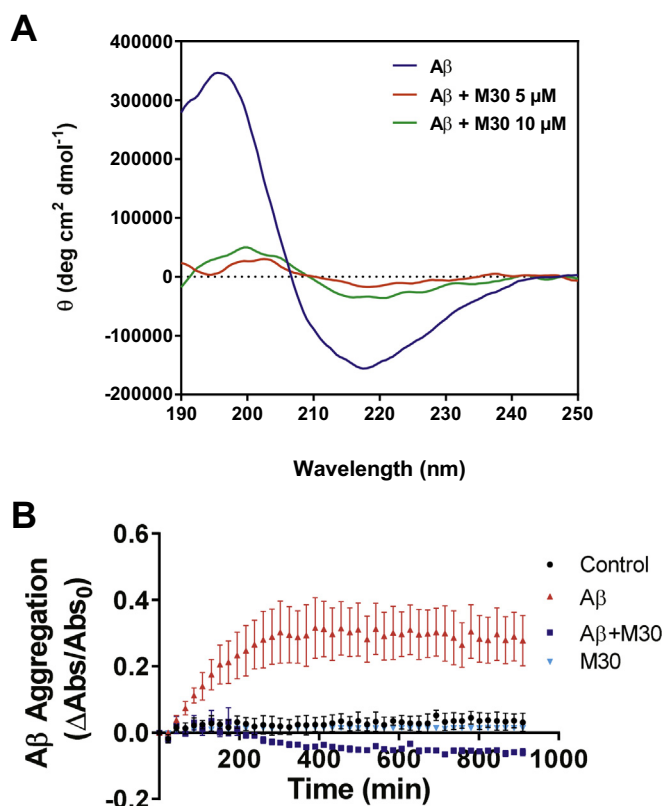 A
θ (deg cm² dmol⁻¹)
400000
300000
200000
100000
0
-100000
-200000
Aβ
Aβ + M30 5 µM
Aβ + M30 10 µM
190 200 210 220 230 240 250
Wavelength (nm)
B
Aβ Aggregation
(ΔAbs/Abs₀)
0.6
0.4
0.2
0.0
-0.2
Control
Aβ
Aβ+M30
M30
200 400 600 800 1000
Time (min)